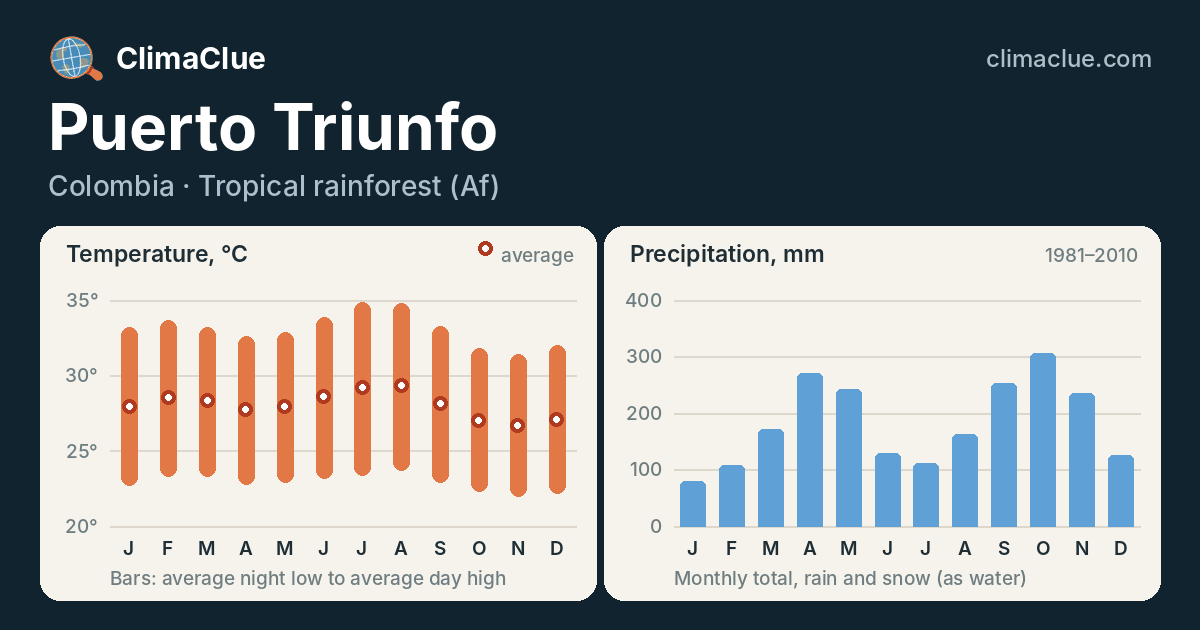 ClimaClue
climaclue.com
Puerto Triunfo
Colombia · Tropical rainforest (Af)
Temperature, °C
average
35°
30°
25°
20°
J F M A M J J A S O N D
Bars: average night low to average day high
Precipitation, mm
1981–2010
400
300
200
100
0
J F M A M J J A S O N D
Monthly total, rain and snow (as water)